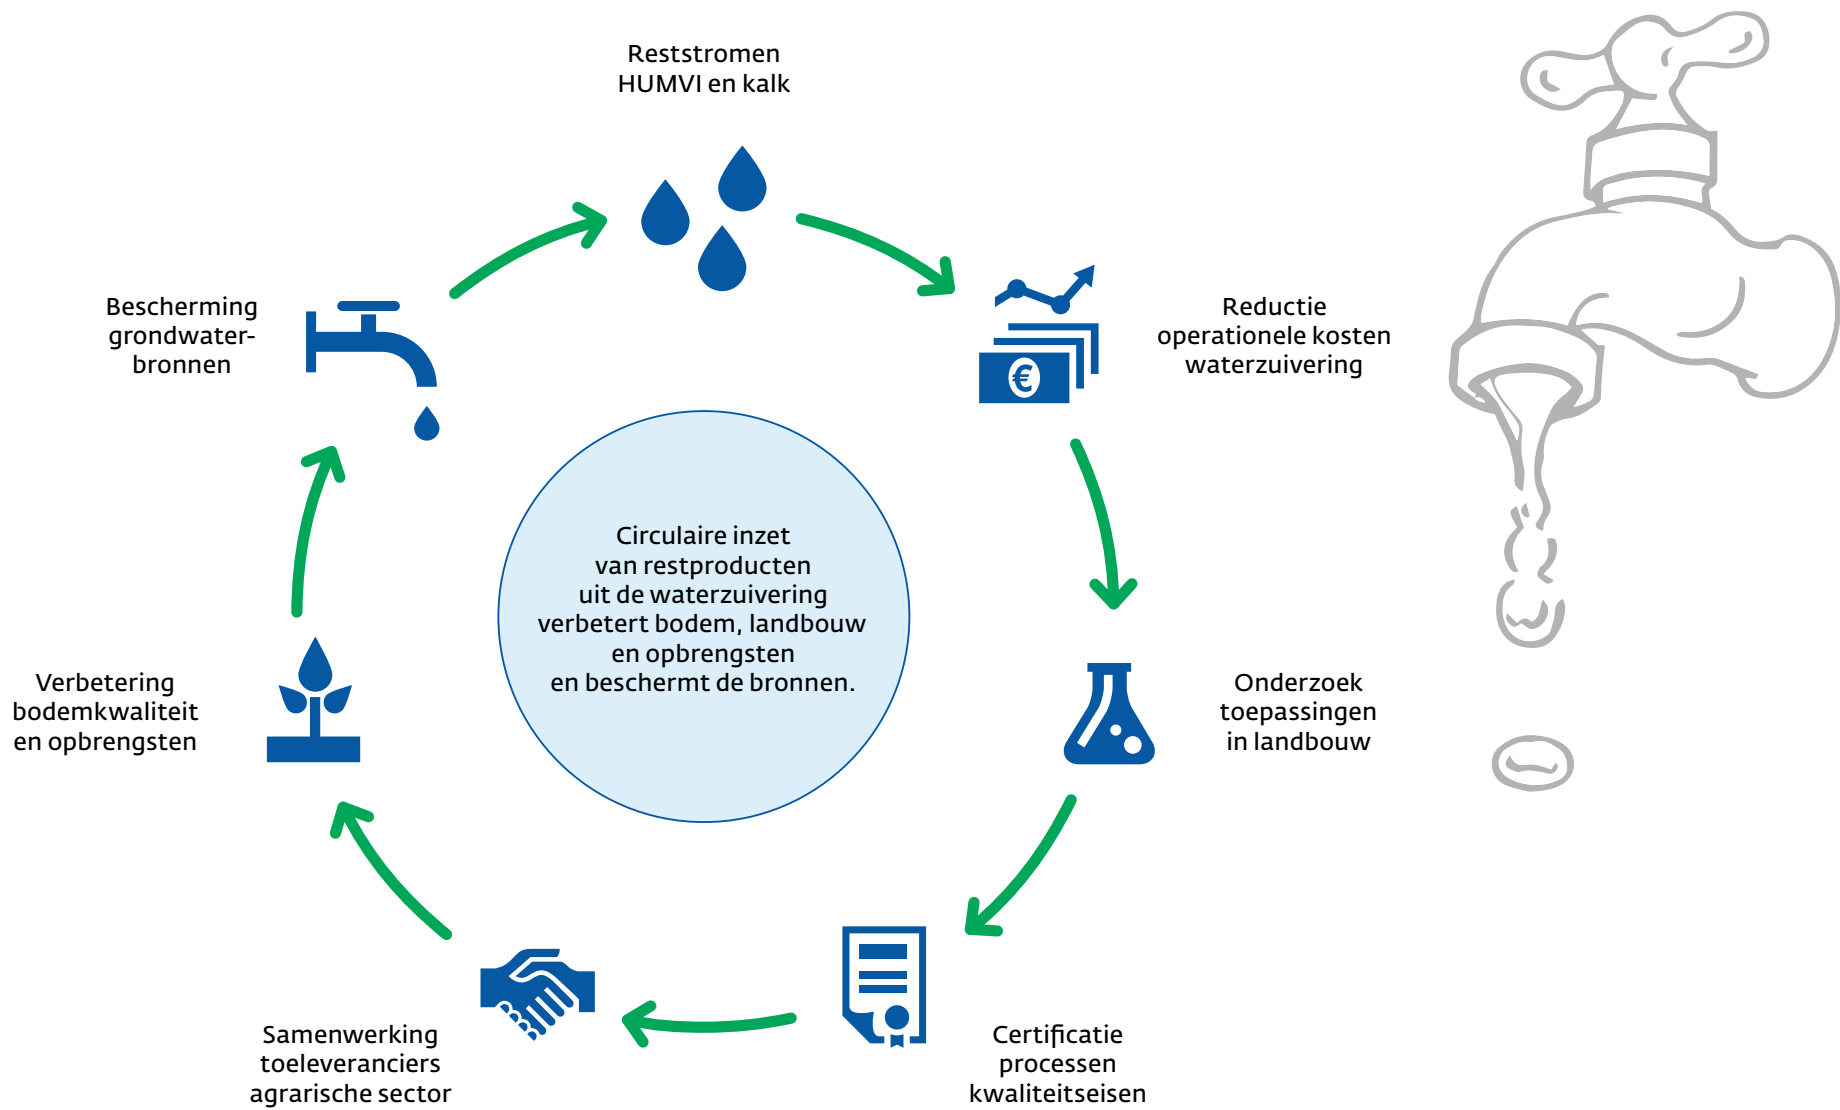 Reststromen
HUMVI en kalk
Reductie
operationele kosten
waterzuivering
Onderzoek
toepassingen
in landbouw
Certificatie
processen
kwaliteitseisen
Samenwerking
toeleveranciers
agrarische sector
Verbetering
bodemkwaliteit
en opbrengsten
Bescherming
grondwater-
bronnen
Circulaire inzet
van restproducten
uit de waterzuivering
verbetert bodem, landbouw
en opbrengsten
en beschermt de bronnen.
€